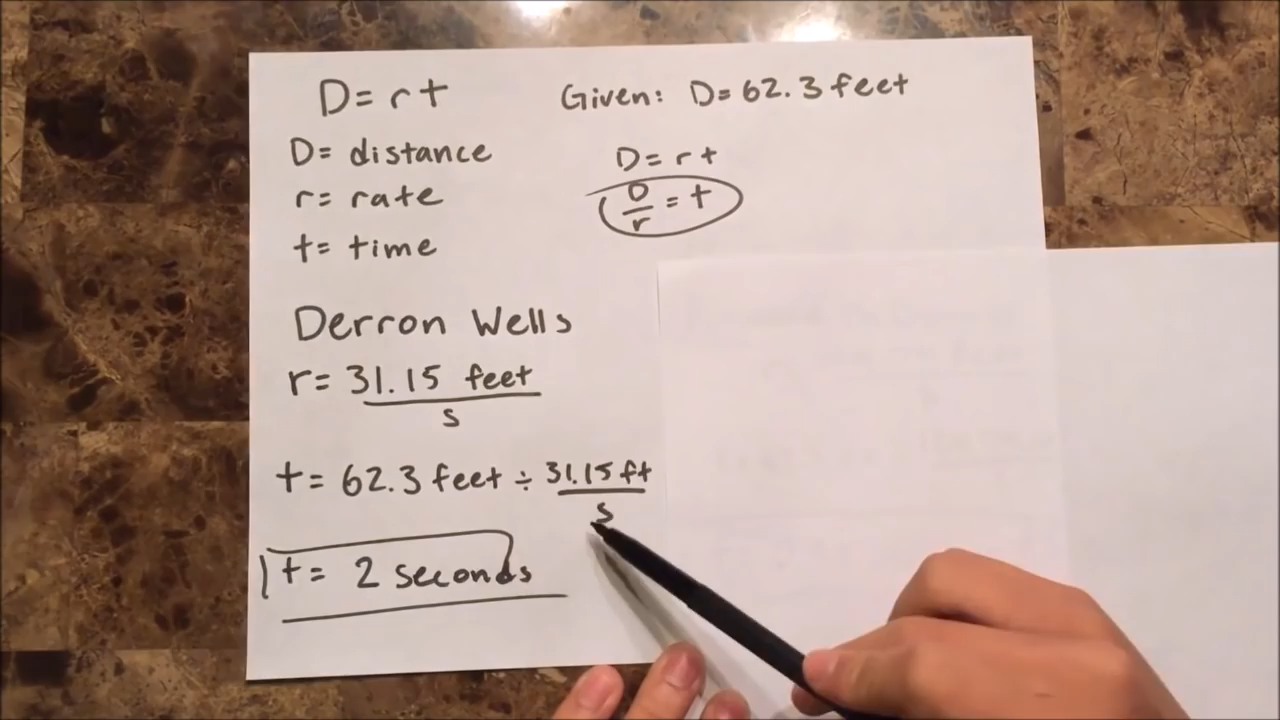 D = rt
D = distance
r = rate
t = time
Given: D = 62.3 feet
D = rt
D/r = t
Derron Wells
r = 31.15 feet
s
t = 62.3 feet ÷ 31.15 ft
s
t = 2 seconds